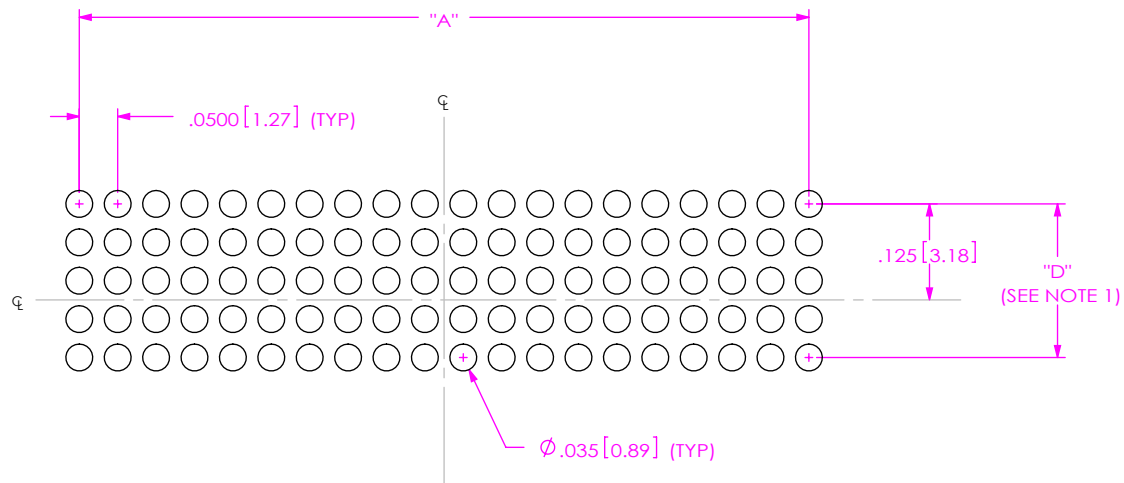 "A"
℄
.0500[1.27] (TYP)
.125[3.18]
"D"
(SEE NOTE 1)
℄
Ø.035[0.89] (TYP)